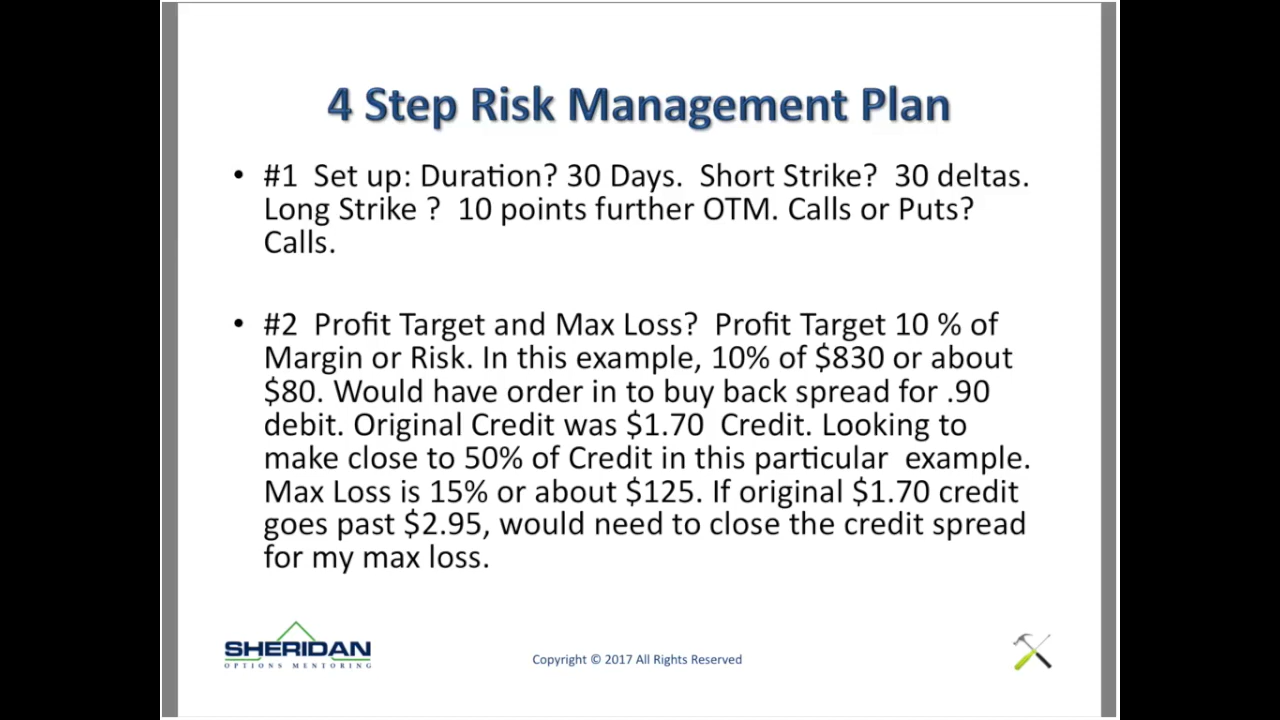 4 Step Risk Management Plan
• #1 Set up: Duration? 30 Days. Short Strike? 30 deltas.
Long Strike ? 10 points further OTM. Calls or Puts?
Calls.
• #2 Profit Target and Max Loss? Profit Target 10 % of
Margin or Risk. In this example, 10% of $830 or about
$80. Would have order in to buy back spread for .90
debit. Original Credit was $1.70 Credit. Looking to
make close to 50% of Credit in this particular example.
Max Loss is 15% or about $125. If original $1.70 credit
goes past $2.95, would need to close the credit spread
for my max loss.
SHERIDAN
OPTIONS MENTORING
Copyright © 2017 All Rights Reserved